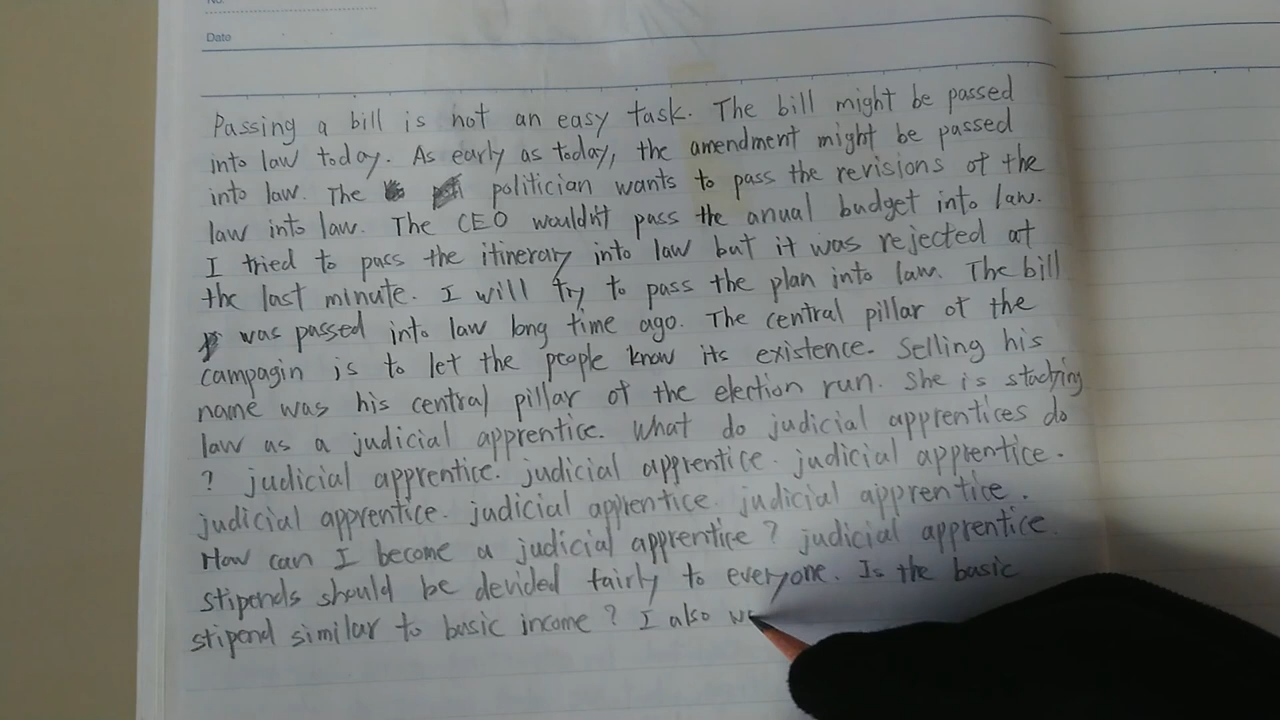 No.
Date
Passing a bill is not an easy task. The bill might be passed
into law today. As early as today, the amendment might be passed
into law. The politician wants to pass the revisions of the
law into law. The CEO wouldn't pass the anual budget into law.
I tried to pass the itinerary into law but it was rejected at
the last minute. I will try to pass the plan into law. The bill
was passed into law long time ago. The central pillar of the
campagin is to let the people know its existence. Selling his
name was his central pillar of the election run. She is studying
law as a judicial apprentice. What do judicial apprentices do
? judicial apprentice. judicial apprentice. judicial apprentice.
judicial apprentice. judicial apprentice. judicial apprentice.
How can I become a judicial apprentice? judicial apprentice.
stipends should be devided fairly to everyone. Is the basic
stipend similar to basic income? I also